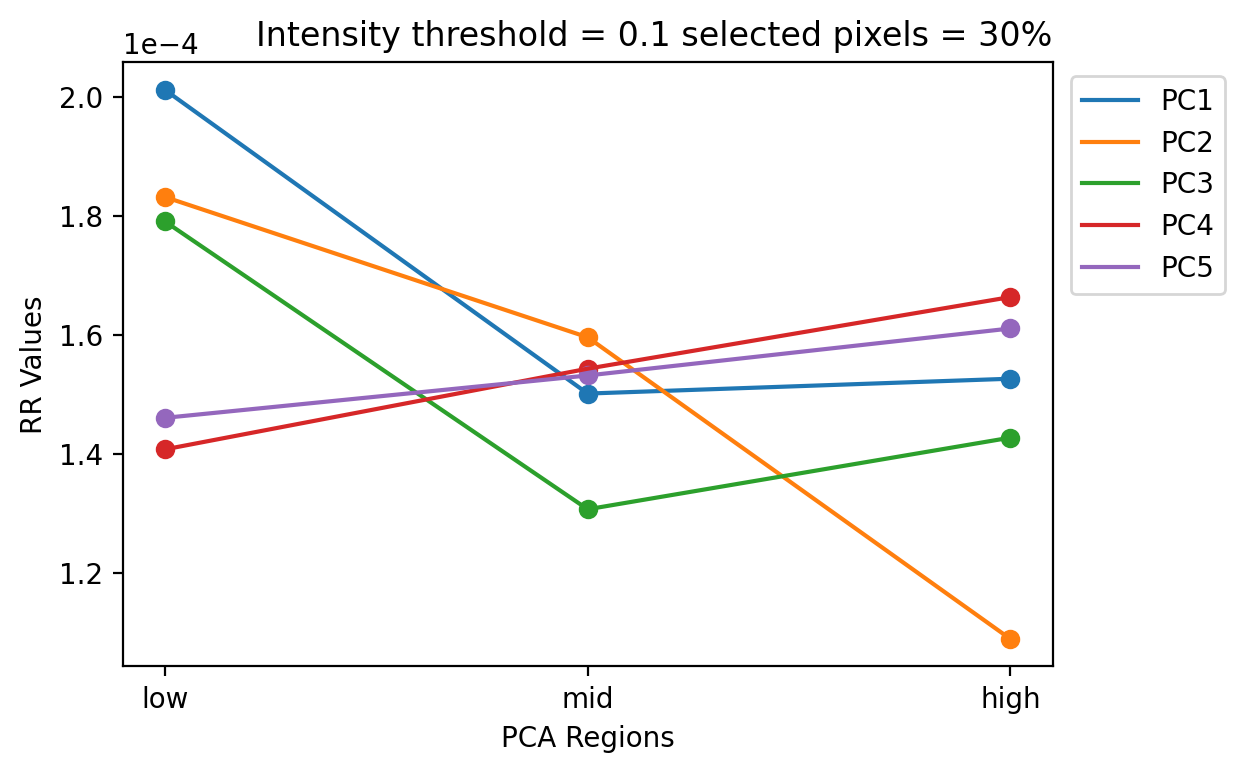 Intensity threshold = 0.1 selected pixels = 30%
1e−4
2.0
1.8
1.6
1.4
1.2
RR Values
low
mid
high
PCA Regions
PC1
PC2
PC3
PC4
PC5